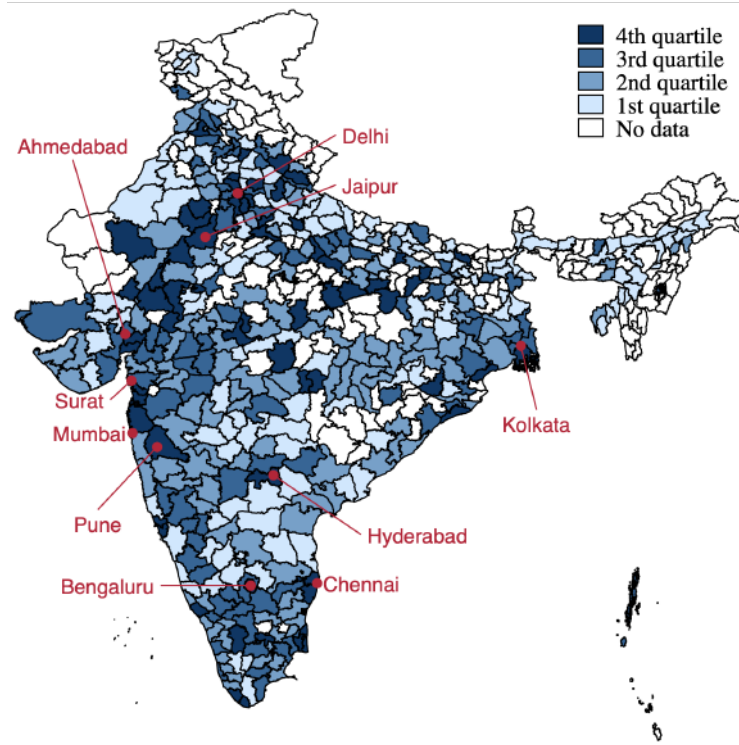 4th quartile
3rd quartile
2nd quartile
1st quartile
No data
Delhi
Ahmedabad
Jaipur
Surat
Mumbai
Kolkata
Pune
Hyderabad
Bengaluru
Chennai